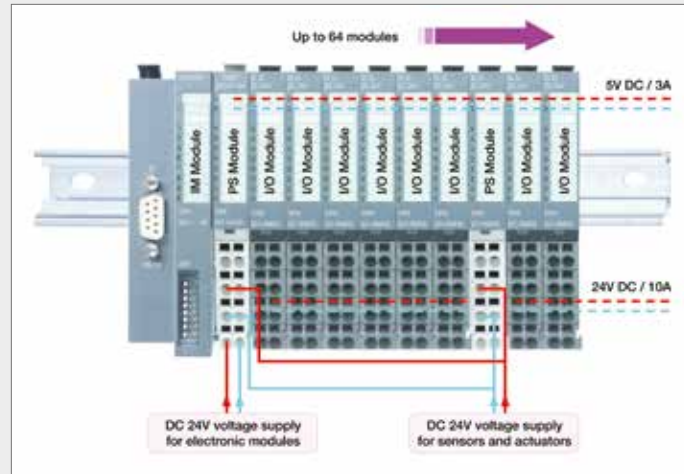 Up to 64 modules
5V DC / 3A
IM Module
PS Module
I/O Module
I/O Module
I/O Module
I/O Module
I/O Module
I/O Module
PS Module
I/O Module
I/O Module
24V DC / 10A
DC 24V voltage supply
for electronic modules
DC 24V voltage supply
for sensors and actuators